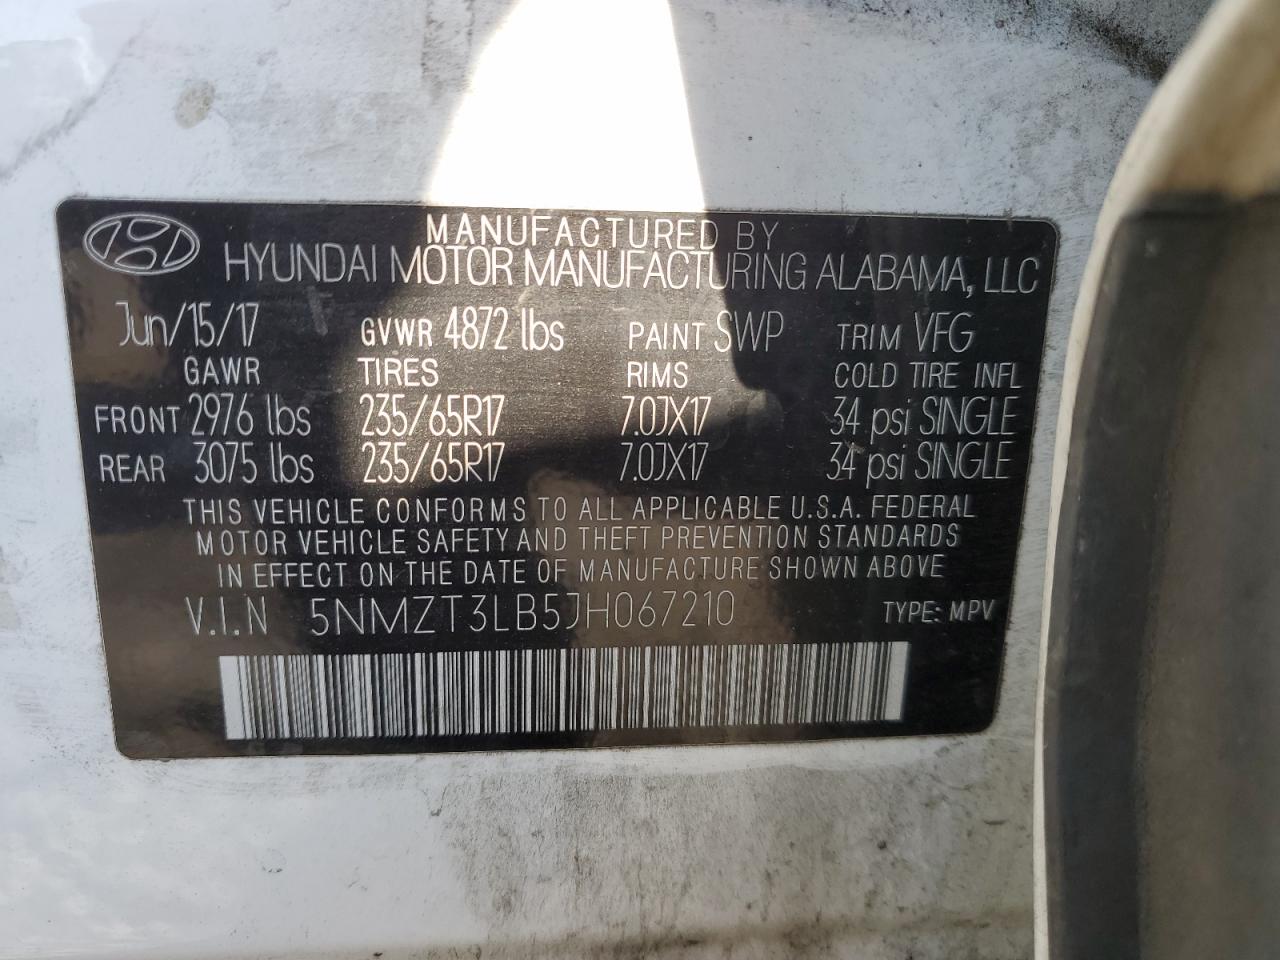 MANUFACTURED BY
HYUNDAI MOTOR MANUFACTURING ALABAMA, LLC
Jun/15/17 GVWR 4872 lbs PAINT SWP TRIM VFG
GAWR TIRES RIMS COLD TIRE INFL
FRONT 2976 lbs 235/65R17 7.0JX17 34 psi SINGLE
REAR 3075 lbs 235/65R17 7.0JX17 34 psi SINGLE
THIS VEHICLE CONFORMS TO ALL APPLICABLE U.S.A. FEDERAL
MOTOR VEHICLE SAFETY AND THEFT PREVENTION STANDARDS
IN EFFECT ON THE DATE OF MANUFACTURE SHOWN ABOVE
V.I.N 5NMZT3LB5JH067210 TYPE: MPV